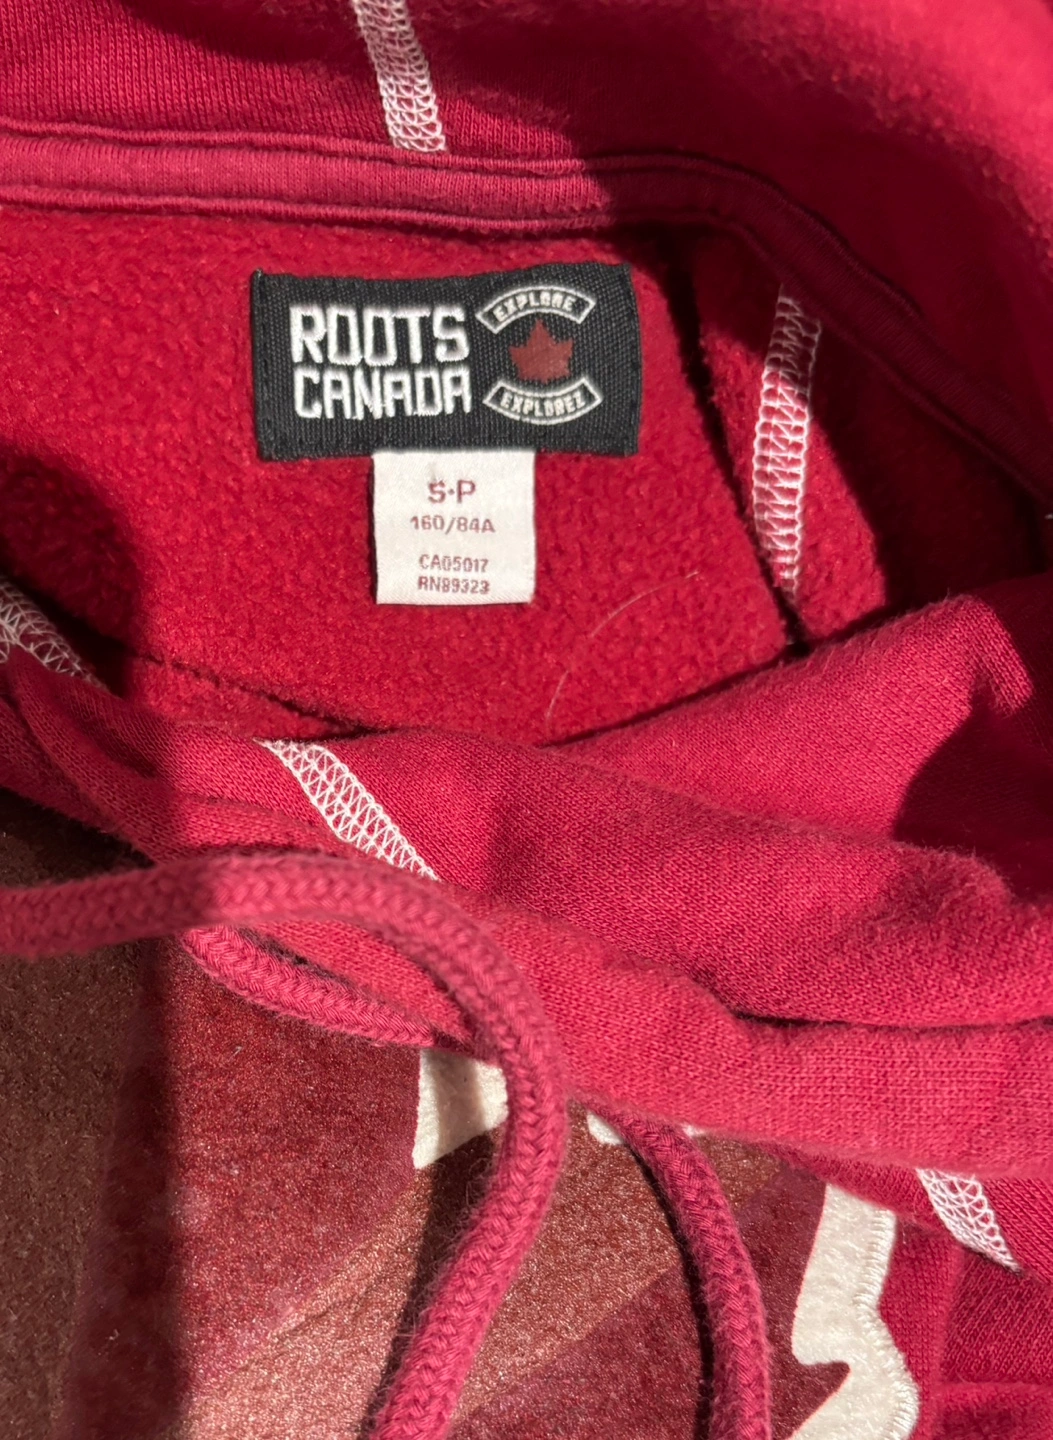 ROOTS
CANADA
EXPLORE
EXPLOREZ
S·P
160/84A
CA05017
RN89323